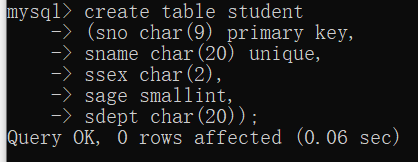 mysql> create table student
    -> (sno char(9) primary key,
    -> sname char(20) unique,
    -> ssex char(2),
    -> sage smallint,
    -> sdept char(20));
Query OK, 0 rows affected (0.06 sec)